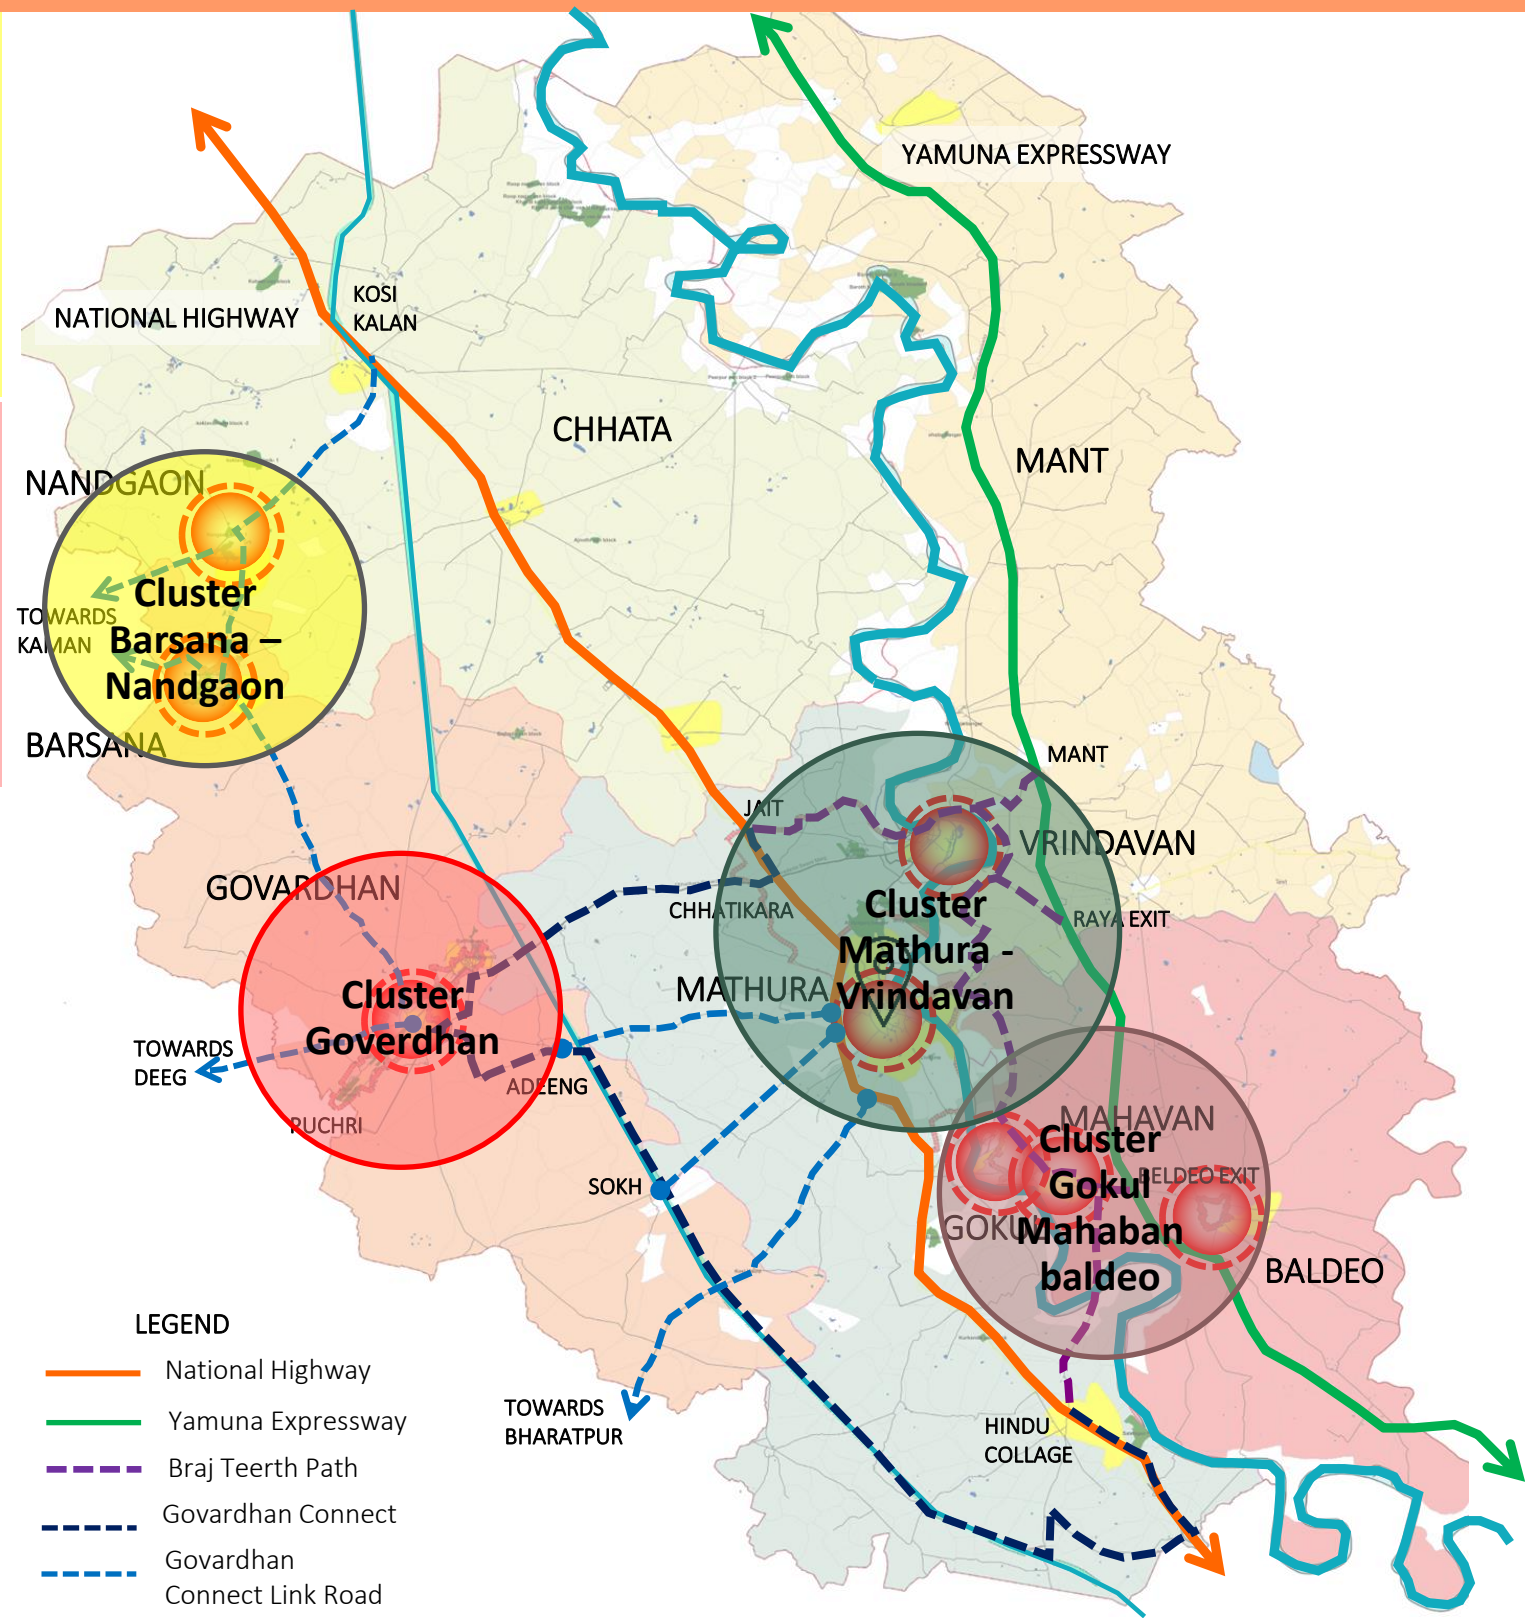 YAMUNA EXPRESSWAY
KOSI
KALAN
NATIONAL HIGHWAY
CHHATA
MANT
NANDGAON
Cluster
Barsana –
Nandgaon
TOWARDS
KAMAN
BARSANA
MANT
JAIT
VRINDAVAN
GOVARDHAN
CHHATIKARA
RAYA EXIT
Cluster
Mathura -
Vrindavan
MATHURA
Cluster
Goverdhan
TOWARDS
DEEG
ADEENG
PUCHRI
MAHAVAN
Cluster
Gokul
Mahaban
baldeo
BELDEO EXIT
SOKH
GOKUL
BALDEO
LEGEND
National Highway
Yamuna Expressway
Braj Teerth Path
Govardhan Connect
Govardhan
Connect Link Road
TOWARDS
BHARATPUR
HINDU
COLLAGE